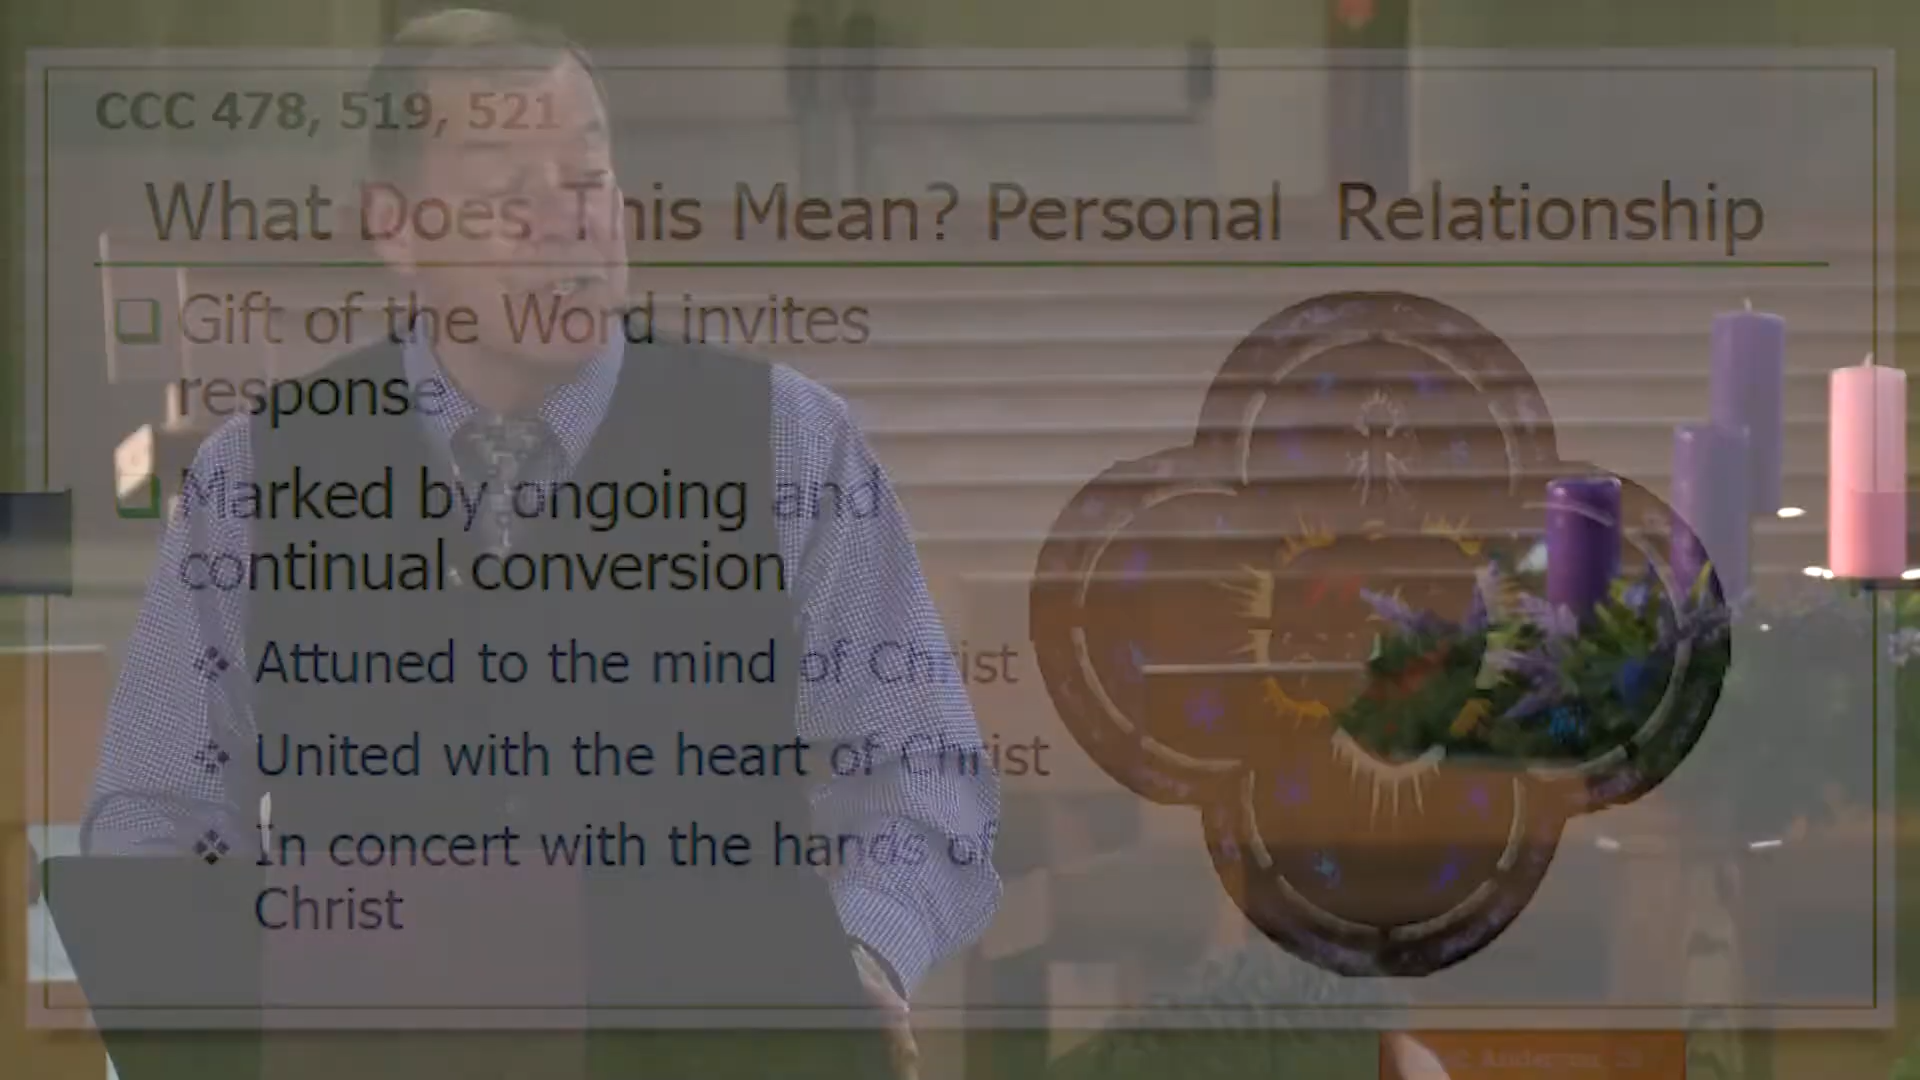 CCC 478, 519, 521
What Does This Mean? Personal Relationship
Gift of the Word invites
response
Marked by ongoing and
continual conversion
Attuned to the mind of Christ
United with the heart of Christ
In concert with the hands of
Christ